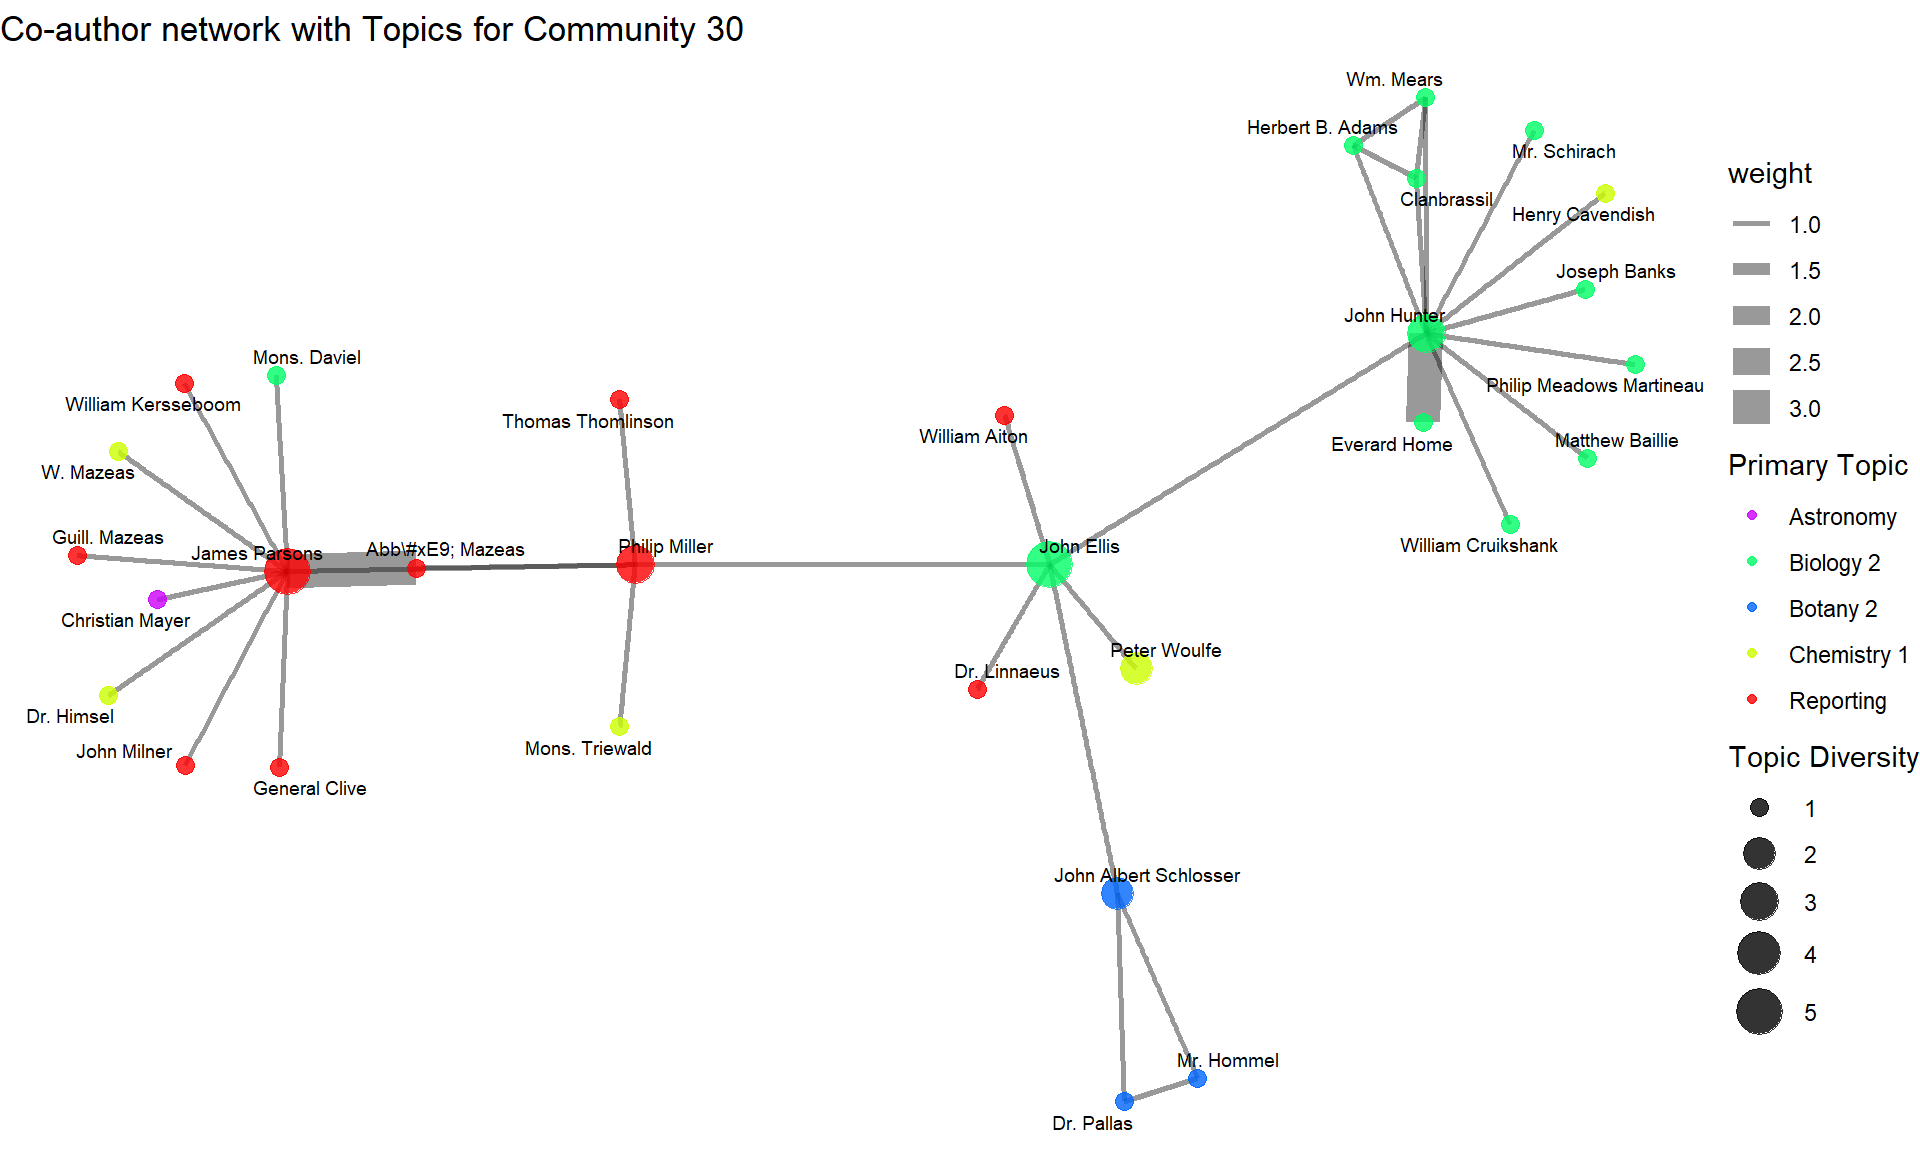 Co-author network with Topics for Community 30
Wm. Mears
Herbert B. Adams
Mr. Schirach
Clanbrassil
Henry Cavendish
Joseph Banks
John Hunter
Philip Meadows Martineau
Everard Home
Matthew Baillie
William Cruikshank
Mons. Daviel
William Kersseboom
W. Mazeas
Guill. Mazeas
James Parsons
Abb\#xE9; Mazeas
Christian Mayer
Dr. Himsel
John Milner
General Clive
Thomas Thomlinson
Philip Miller
Mons. Triewald
William Aiton
John Ellis
Dr. Linnaeus
Peter Woulfe
John Albert Schlosser
Mr. Hommel
Dr. Pallas
weight
1.0
1.5
2.0
2.5
3.0
Primary Topic
Astronomy
Biology 2
Botany 2
Chemistry 1
Reporting
Topic Diversity
1
2
3
4
5